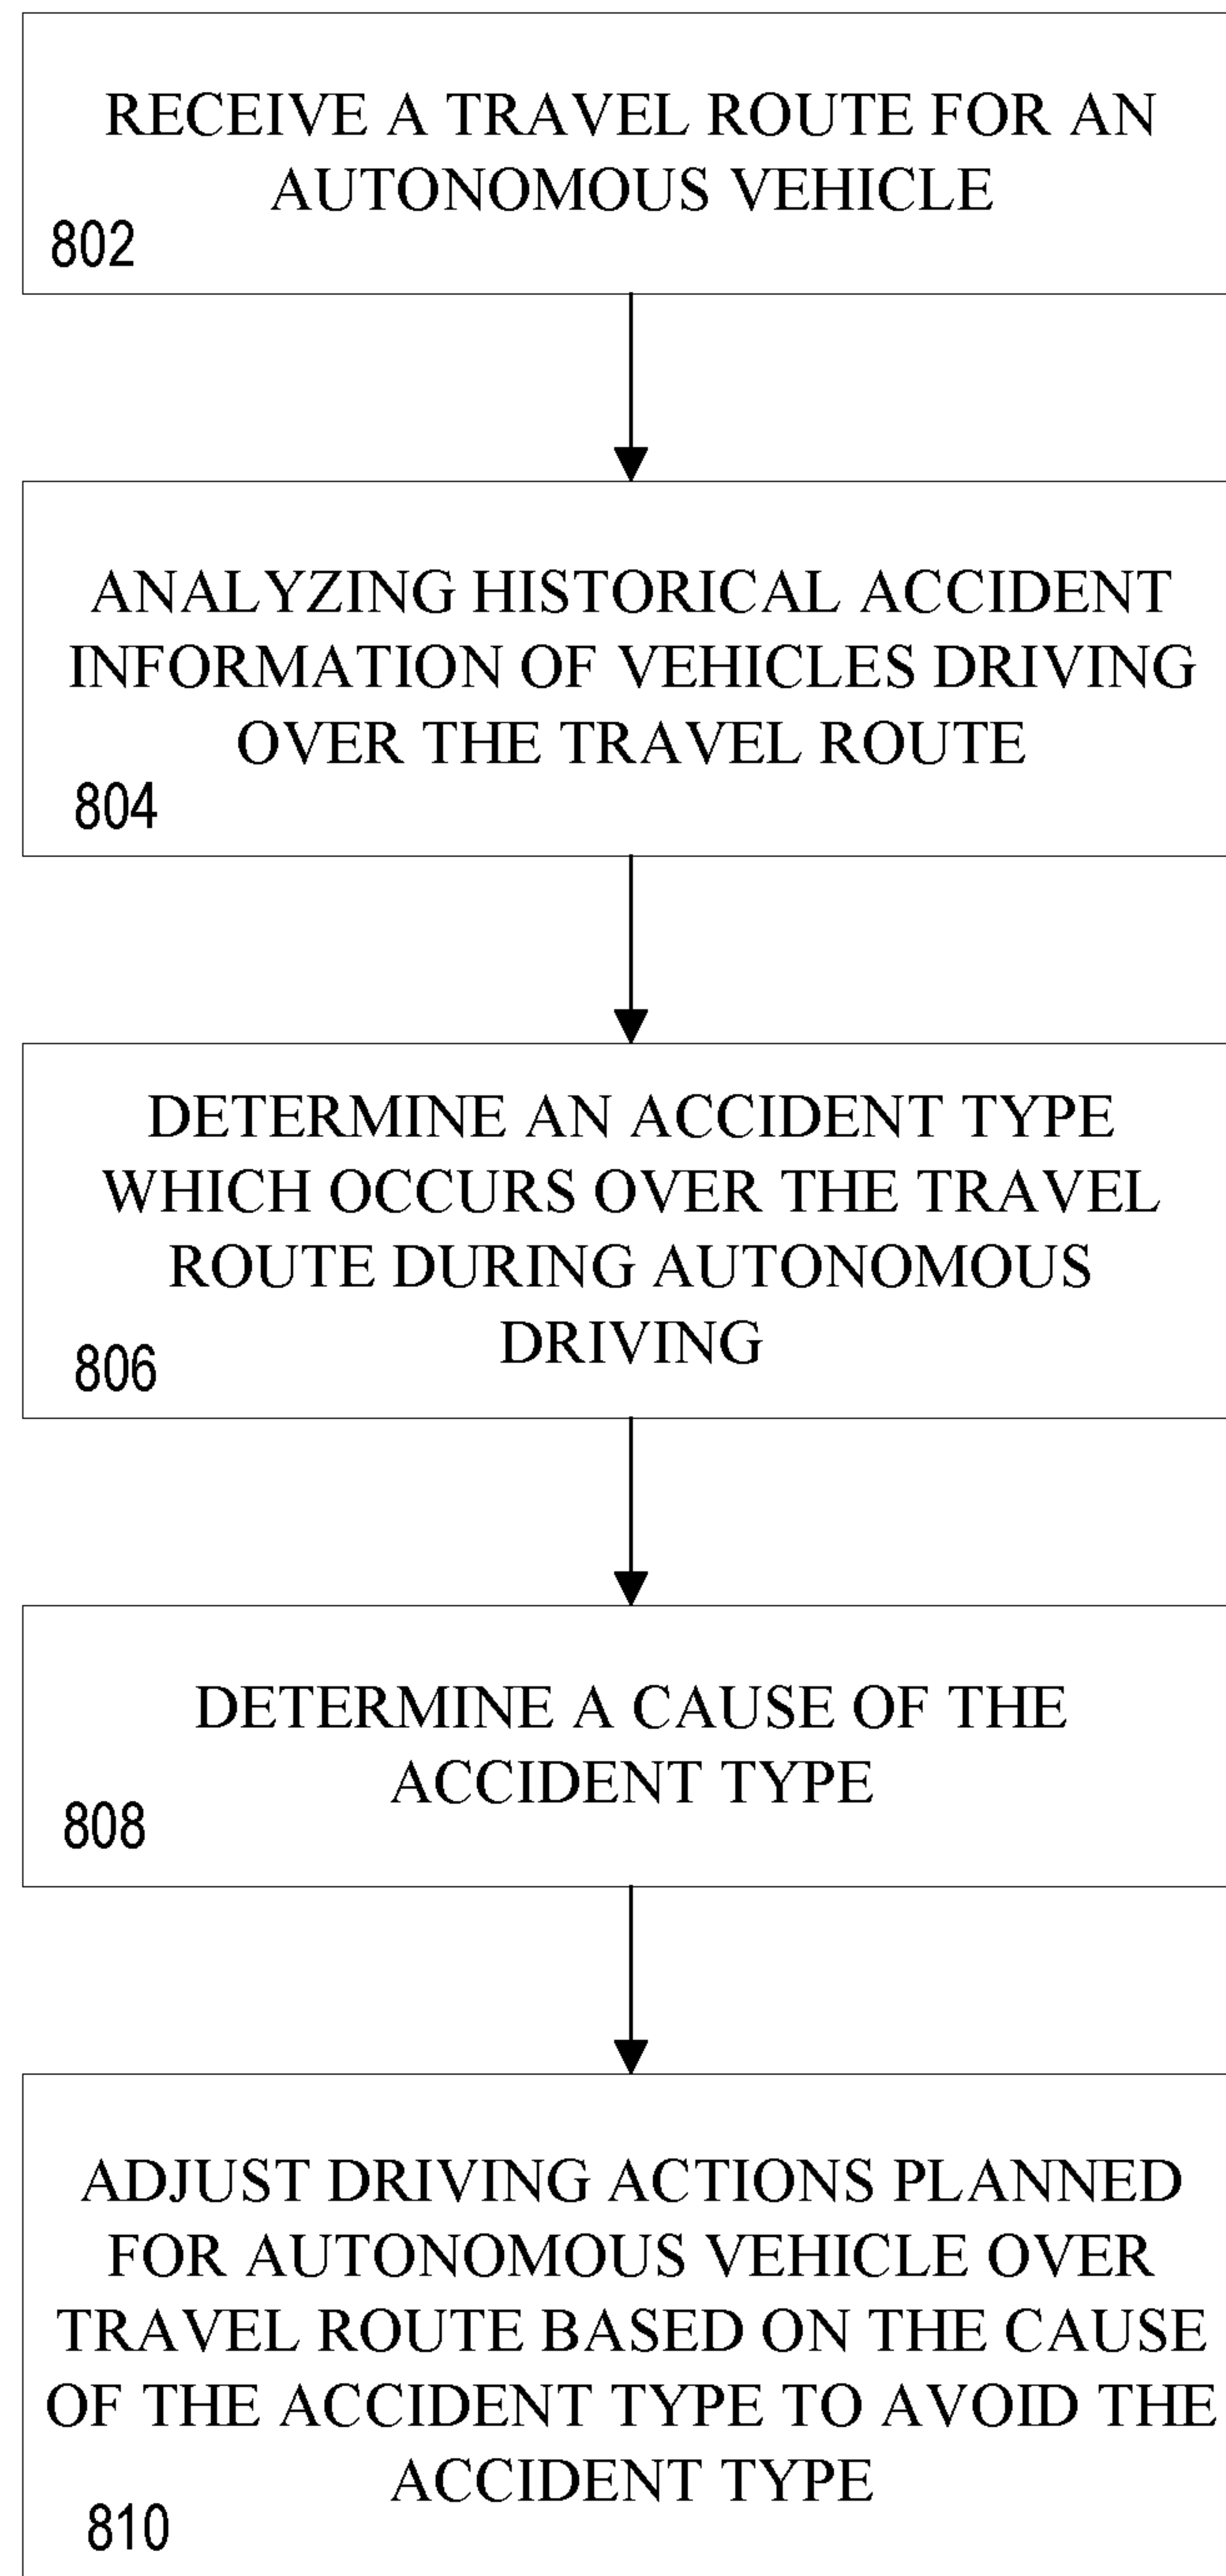 RECEIVE A TRAVEL ROUTE FOR AN
AUTONOMOUS VEHICLE
802
ANALYZING HISTORICAL ACCIDENT
INFORMATION OF VEHICLES DRIVING
OVER THE TRAVEL ROUTE
804
DETERMINE AN ACCIDENT TYPE
WHICH OCCURS OVER THE TRAVEL
ROUTE DURING AUTONOMOUS
DRIVING
806
DETERMINE A CAUSE OF THE
ACCIDENT TYPE
808
ADJUST DRIVING ACTIONS PLANNED
FOR AUTONOMOUS VEHICLE OVER
TRAVEL ROUTE BASED ON THE CAUSE
OF THE ACCIDENT TYPE TO AVOID THE
ACCIDENT TYPE
810